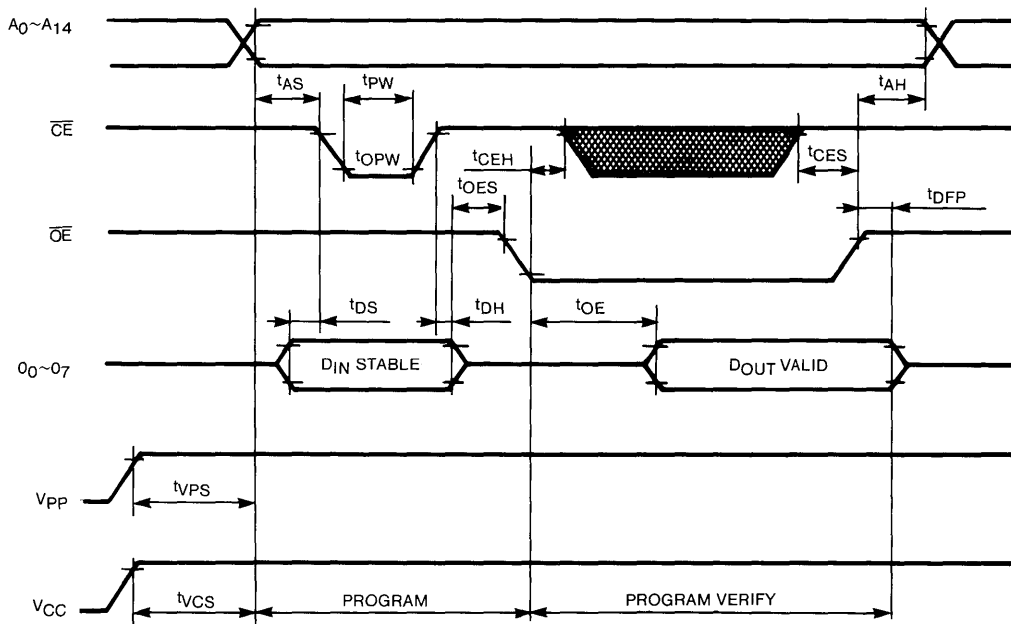 A0~A14
tAS tPW tAH
CE
tOPW tCEH tCES
tOES tDFP
OE
tDS tDH tOE
O0~O7 DIN STABLE DOUT VALID
VPP tVPS
VCC tVCS PROGRAM PROGRAM VERIFY